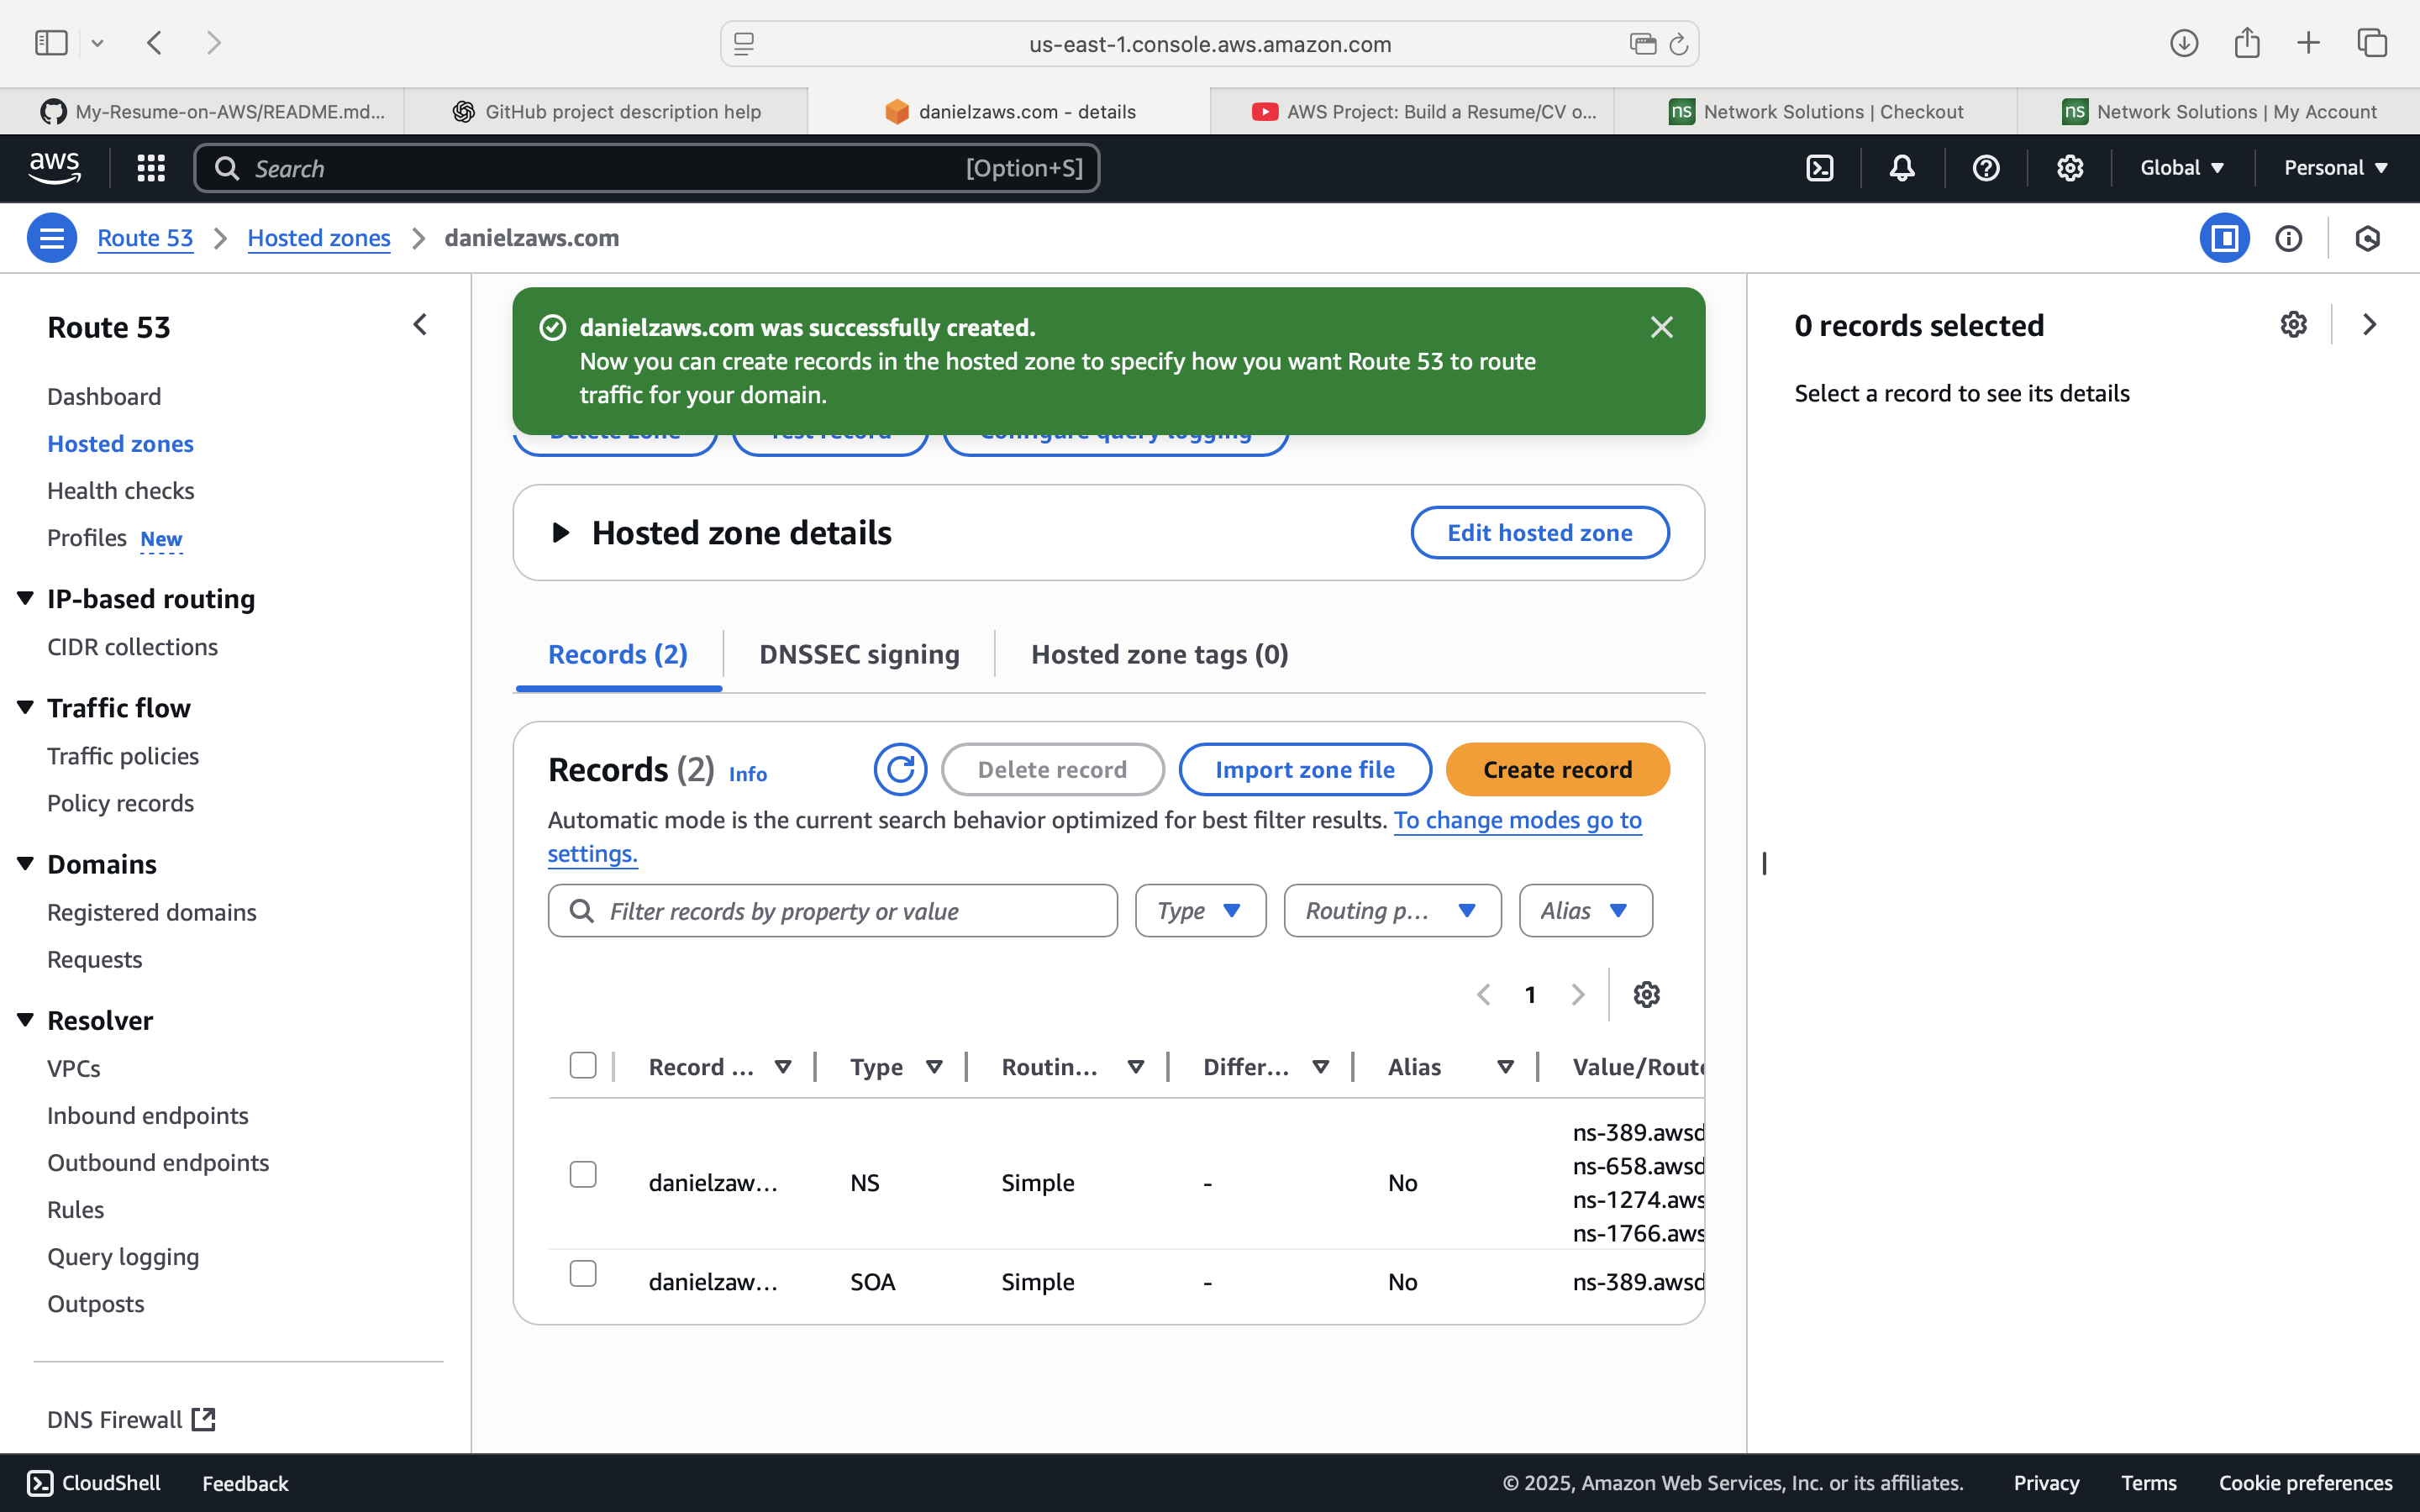 us-east-1.console.aws.amazon.com
My-Resume-on-AWS/README.md...
GitHub project description help
danielzaws.com - details
AWS Project: Build a Resume/CV o...
ns Network Solutions | Checkout
ns Network Solutions | My Account
aws
Search
[Option+S]
Global
Personal
Route 53
Hosted zones
danielzaws.com
Route 53
Dashboard
Hosted zones
Health checks
Profiles New
IP-based routing
CIDR collections
Traffic flow
Traffic policies
Policy records
Domains
Registered domains
Requests
Resolver
VPCs
Inbound endpoints
Outbound endpoints
Rules
Query logging
Outposts
DNS Firewall
danielzaws.com was successfully created.
Now you can create records in the hosted zone to specify how you want Route 53 to route
traffic for your domain.
Delete zone
Test record
Configure query logging
Hosted zone details
Edit hosted zone
Records (2)
DNSSEC signing
Hosted zone tags (0)
Records (2) Info
Delete record
Import zone file
Create record
Automatic mode is the current search behavior optimized for best filter results. To change modes go to
settings.
Filter records by property or value
Type
Routing p...
Alias
1
Record ...
Type
Routin...
Differ...
Alias
Value/Route
danielzaw...
NS
Simple
-
No
ns-389.awsd
ns-658.awsd
ns-1274.aws
ns-1766.aws
danielzaw...
SOA
Simple
-
No
ns-389.awsd
0 records selected
Select a record to see its details
CloudShell
Feedback
© 2025, Amazon Web Services, Inc. or its affiliates.
Privacy
Terms
Cookie preferences